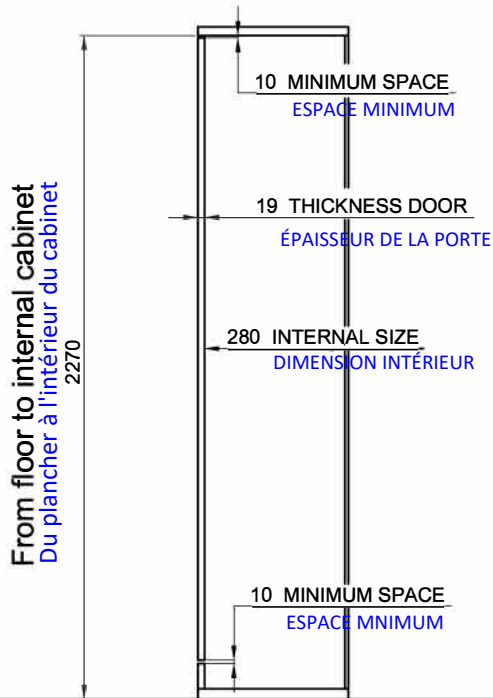 10 MINIMUM SPACE
ESPACE MINIMUM
19 THICKNESS DOOR
ÉPAISSEUR DE LA PORTE
From floor to internal cabinet
Du plancher à l'intérieur du cabinet
2270
280 INTERNAL SIZE
DIMENSION INTÉRIEUR
10 MINIMUM SPACE
ESPACE MNIMUM